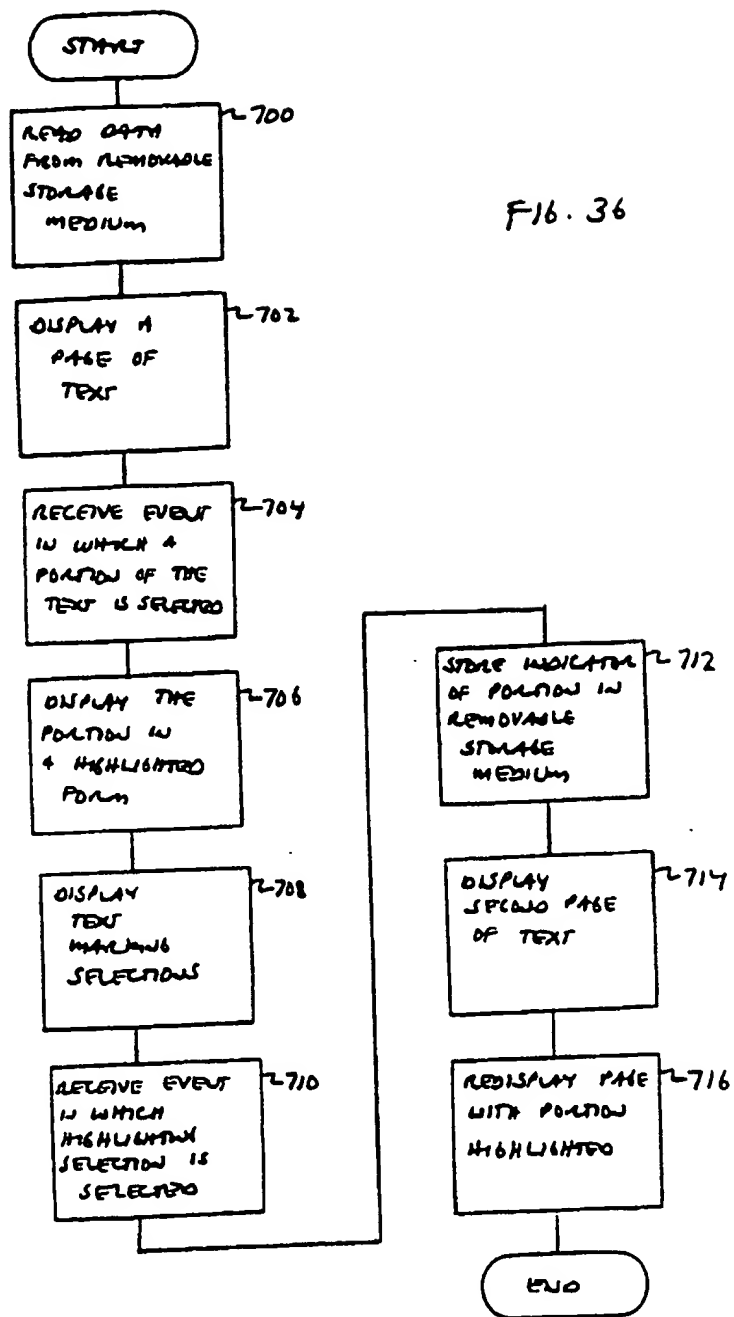 START
700
READ DATA
FROM REMOVABLE
STORAGE
MEDIUM
FIG. 36
702
DISPLAY A
PAGE OF
TEXT
704
RECEIVE EVENT
IN WHICH A
PORTION OF THE
TEXT IS SELECTED
706
DISPLAY THE
PORTION IN
A HIGHLIGHTED
FORM
708
DISPLAY
TEXT
MARKING
SELECTIONS
710
RECEIVE EVENT
IN WHICH
HIGHLIGHTING
SELECTION IS
SELECTED
712
STORE INDICATOR
OF PORTION IN
REMOVABLE
STORAGE
MEDIUM
714
DISPLAY
SECOND PAGE
OF TEXT
716
REDISPLAY PAGE
WITH PORTION
HIGHLIGHTED
END